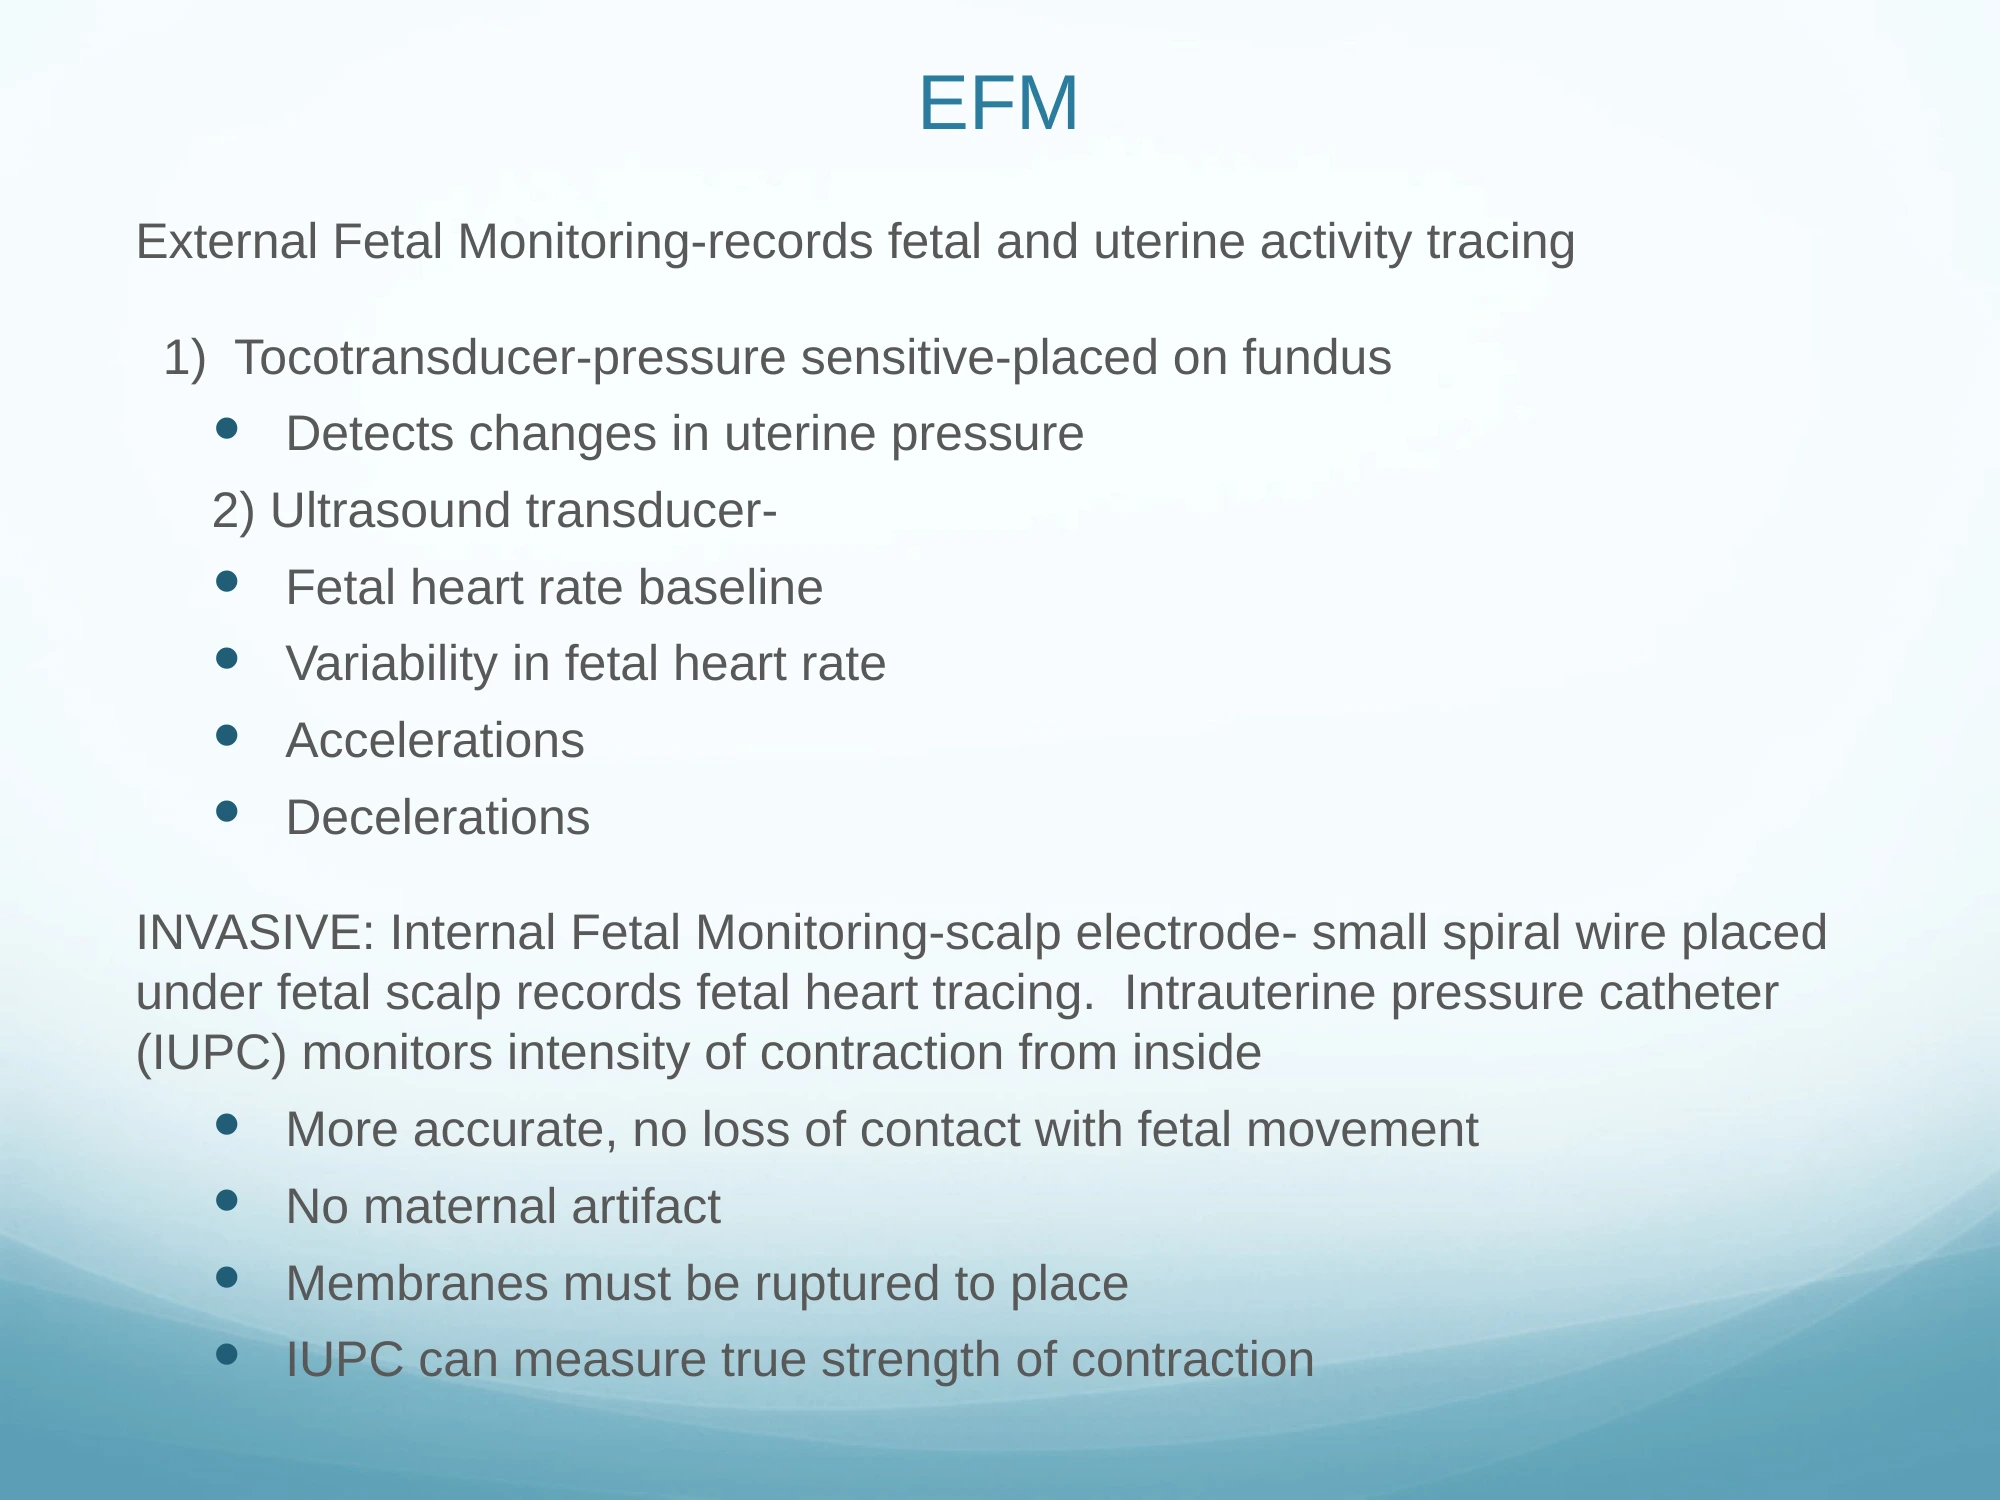 EFM
External Fetal Monitoring-records fetal and uterine activity tracing
1) Tocotransducer-pressure sensitive-placed on fundus
• Detects changes in uterine pressure
2) Ultrasound transducer-
• Fetal heart rate baseline
• Variability in fetal heart rate
• Accelerations
• Decelerations
INVASIVE: Internal Fetal Monitoring-scalp electrode- small spiral wire placed
under fetal scalp records fetal heart tracing.  Intrauterine pressure catheter
(IUPC) monitors intensity of contraction from inside
• More accurate, no loss of contact with fetal movement
• No maternal artifact
• Membranes must be ruptured to place
• IUPC can measure true strength of contraction